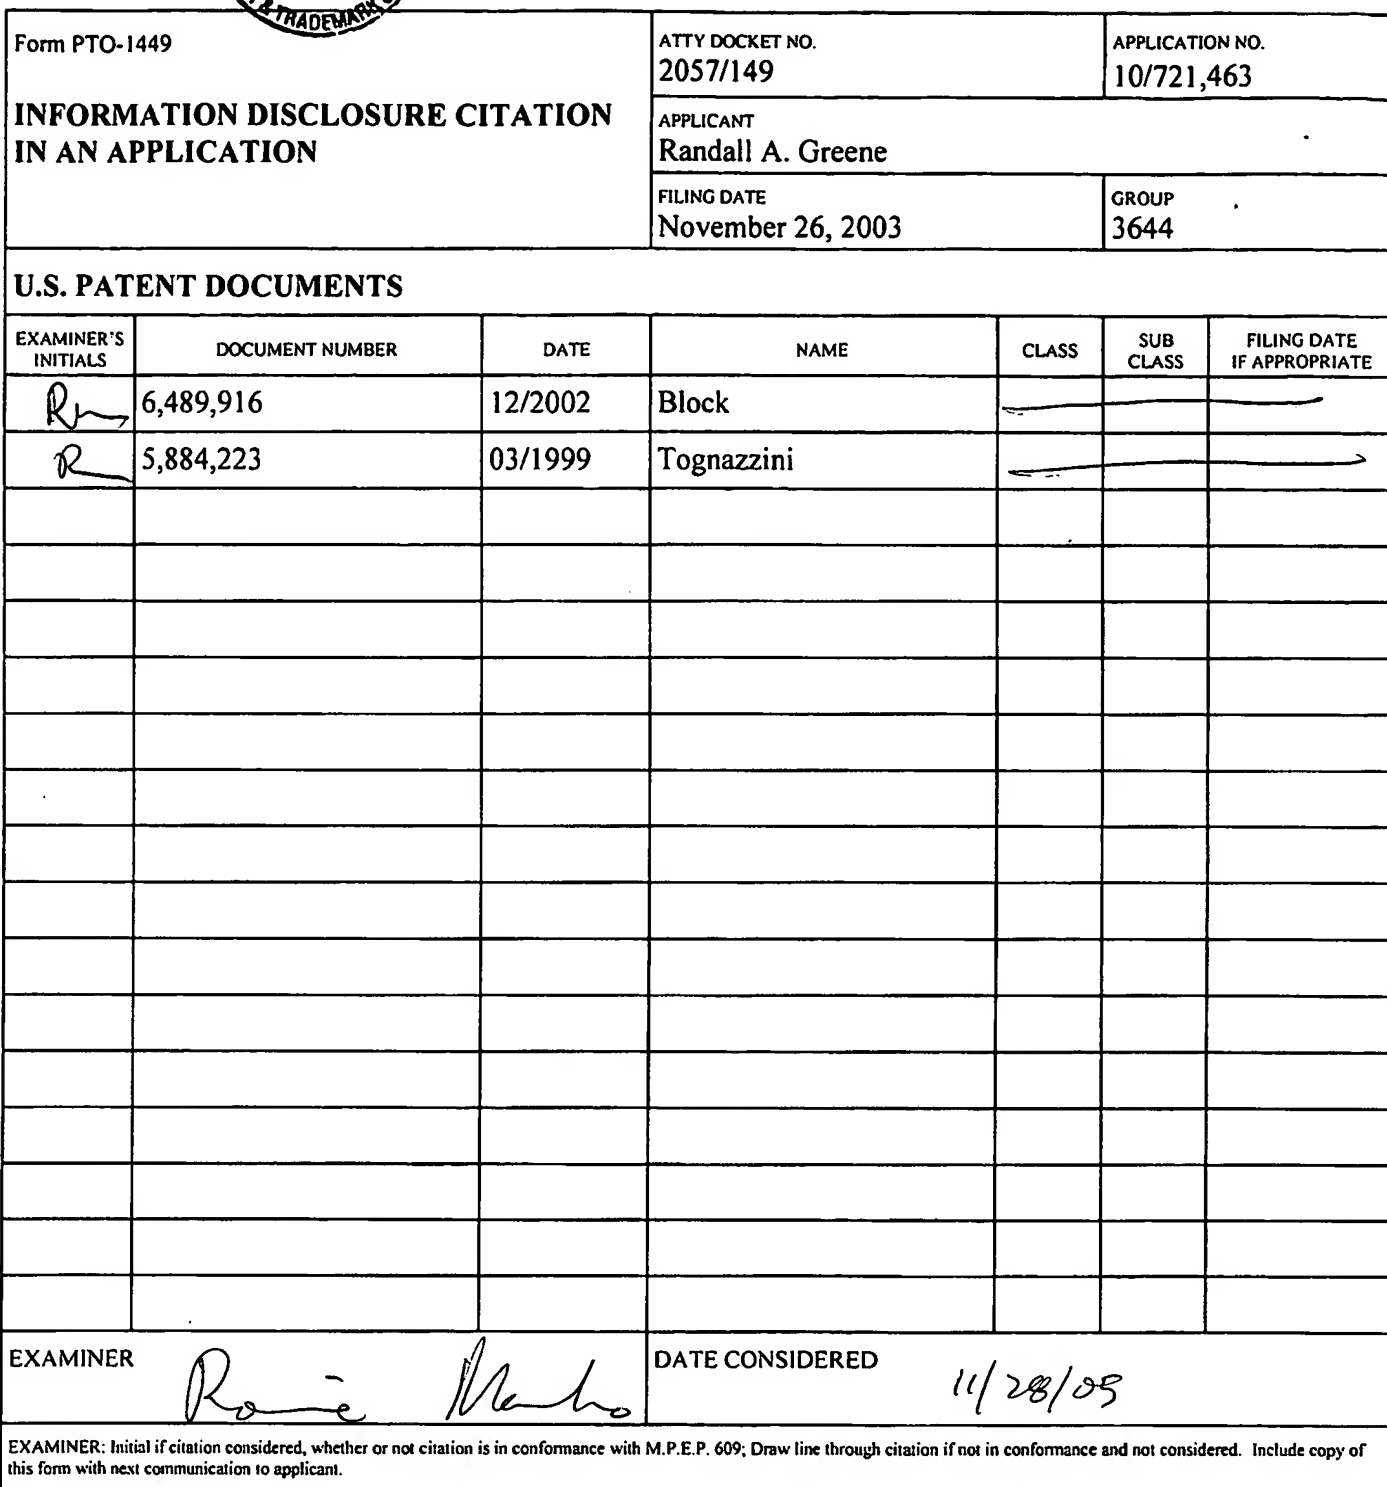 & TRADEMARK
Form PTO-1449
INFORMATION DISCLOSURE CITATION
IN AN APPLICATION
ATTY DOCKET NO.
2057/149
APPLICATION NO.
10/721,463
APPLICANT
Randall A. Greene
FILING DATE
November 26, 2003
GROUP
3644
U.S. PATENT DOCUMENTS
EXAMINER'S
INITIALS
DOCUMENT NUMBER
DATE
NAME
CLASS
SUB
CLASS
FILING DATE
IF APPROPRIATE
6,489,916 12/2002 Block
5,884,223 03/1999 Tognazzini
EXAMINER
DATE CONSIDERED
11/28/05
EXAMINER: Initial if citation considered, whether or not citation is in conformance with M.P.E.P. 609; Draw line through citation if not in conformance and not considered. Include copy of
this form with next communication to applicant.